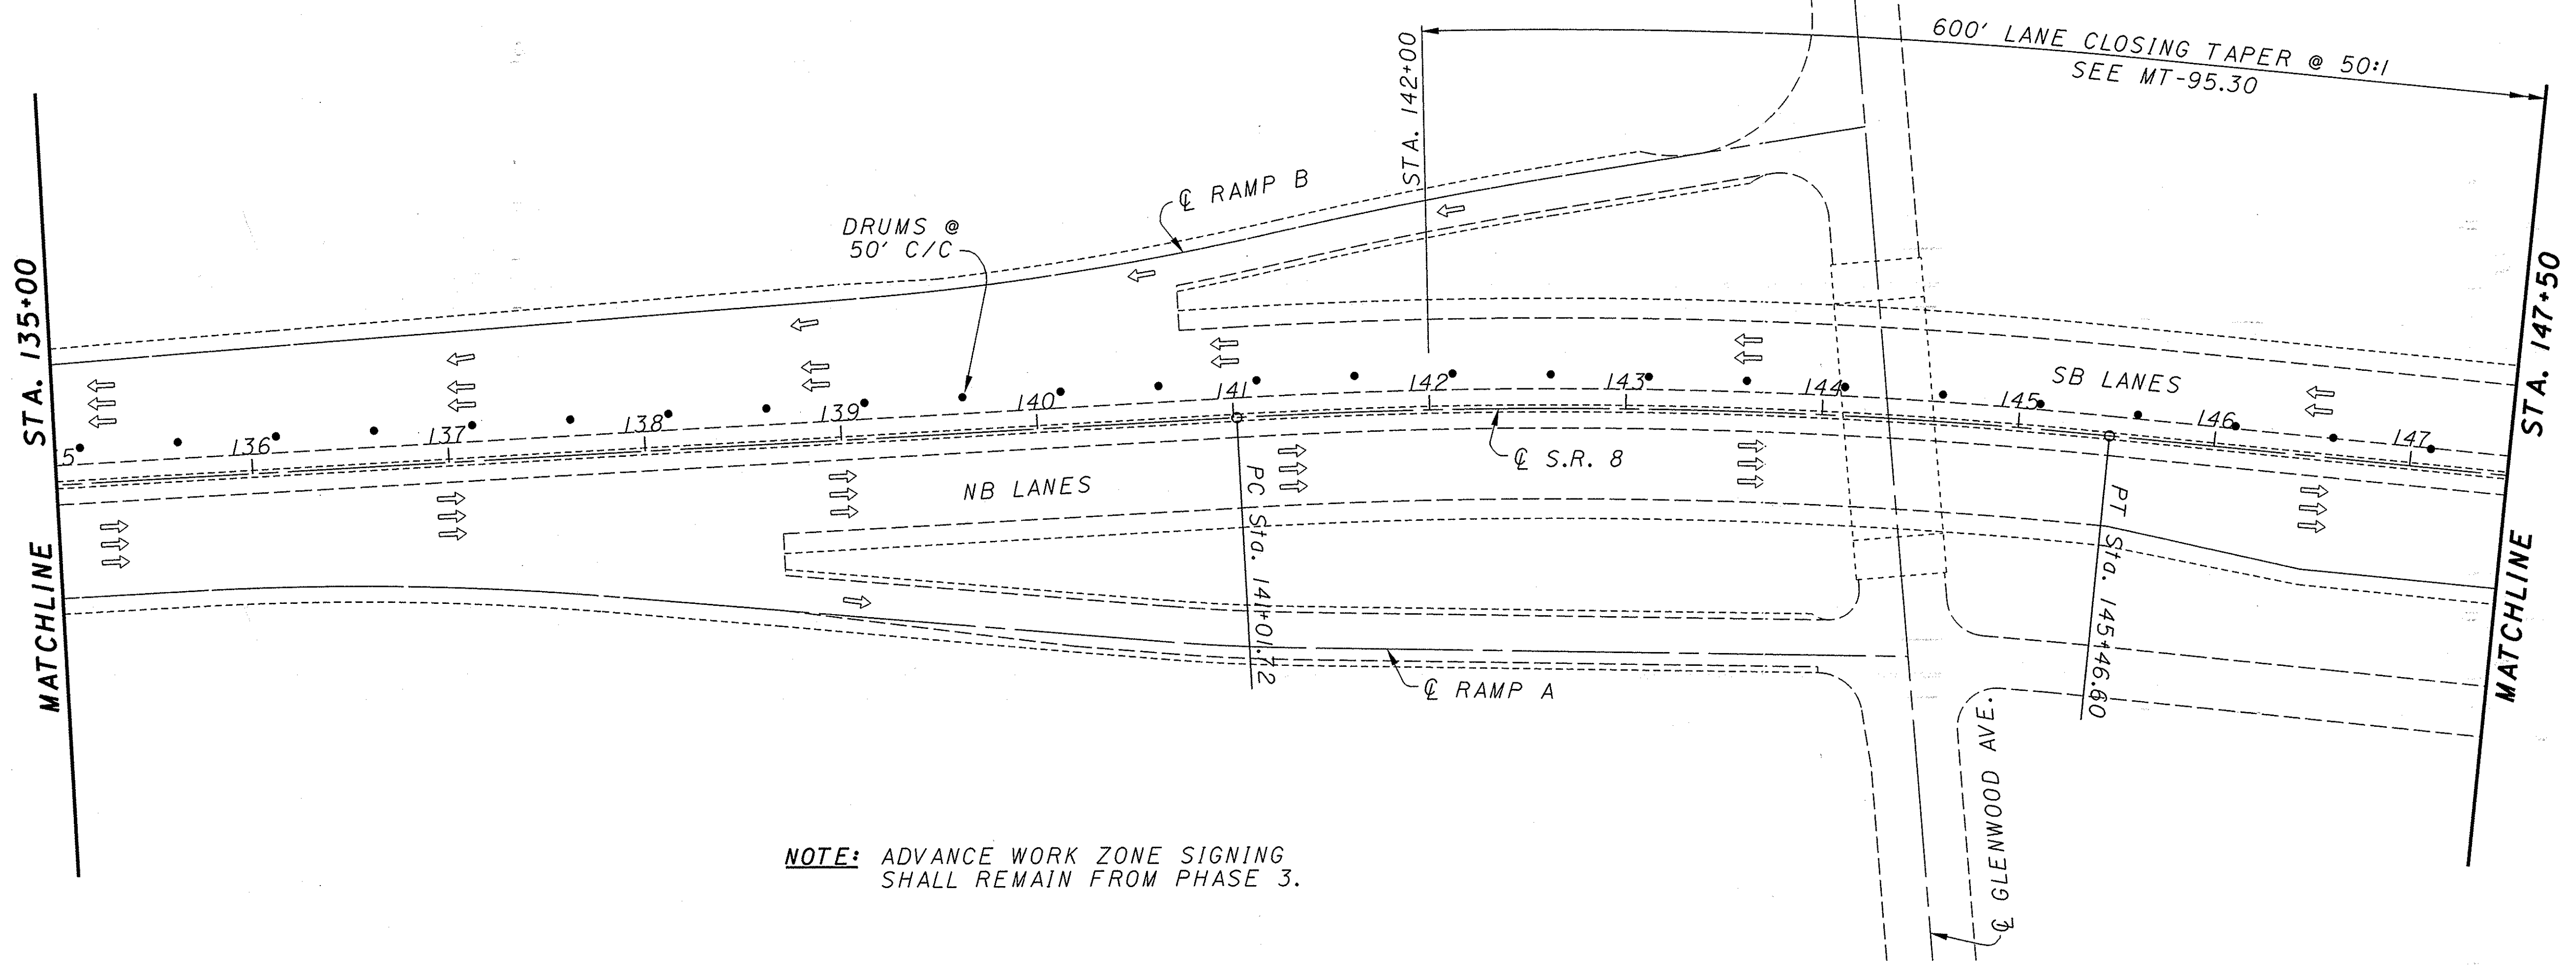 600' LANE CLOSING TAPER @ 50:1
SEE MT-95.30
STA. 142+00
MATCHLINE STA. 135+00
MATCHLINE STA. 147+50
℄ RAMP B
DRUMS @
50' C/C
SB LANES
5 136 137 138 139 140 141 142 143 144 145 146 147
℄ S.R. 8
NB LANES
PC Sta. 141+01.72
PT Sta. 145+46.60
℄ RAMP A
℄ GLENWOOD AVE.
NOTE: ADVANCE WORK ZONE SIGNING
SHALL REMAIN FROM PHASE 3.